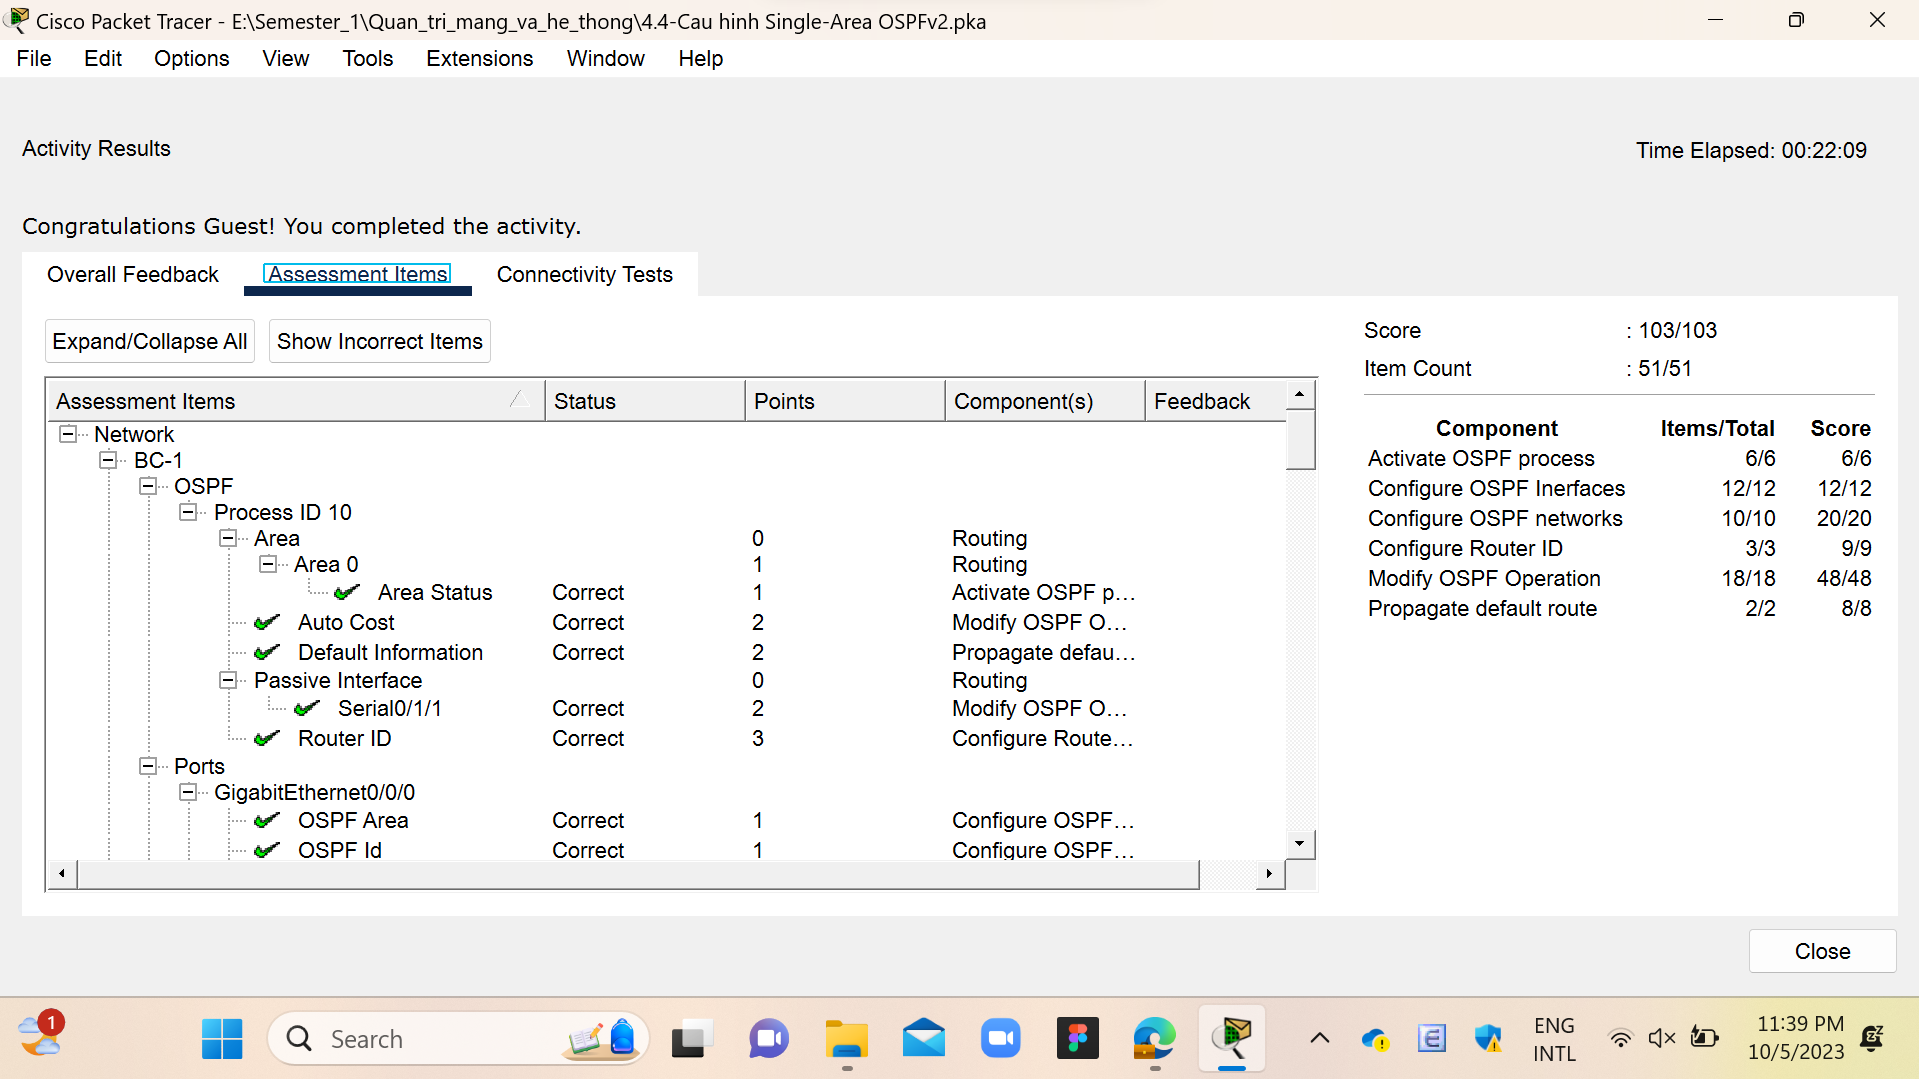 Cisco Packet Tracer - E:\Semester_1\Quan_tri_mang_va_he_thong\4.4-Cau hinh Single-Area OSPFv2.pka
File Edit Options View Tools Extensions Window Help
Activity Results
Time Elapsed: 00:22:09
Congratulations Guest! You completed the activity.
Overall Feedback Assessment Items Connectivity Tests
Expand/Collapse All Show Incorrect Items
Assessment Items Status Points Component(s) Feedback
Network
BC-1
OSPF
Process ID 10
Area 0 Routing
Area 0 1 Routing
Area Status Correct 1 Activate OSPF p...
Auto Cost Correct 2 Modify OSPF O...
Default Information Correct 2 Propagate defau...
Passive Interface 0 Routing
Serial0/1/1 Correct 2 Modify OSPF O...
Router ID Correct 3 Configure Route...
Ports
GigabitEthernet0/0/0
OSPF Area Correct 1 Configure OSPF...
OSPF Id Correct 1 Configure OSPF...
Score : 103/103
Item Count : 51/51
Component Items/Total Score
Activate OSPF process 6/6 6/6
Configure OSPF Inerfaces 12/12 12/12
Configure OSPF networks 10/10 20/20
Configure Router ID 3/3 9/9
Modify OSPF Operation 18/18 48/48
Propagate default route 2/2 8/8
Close
1
Search
ENG
INTL
11:39 PM
10/5/2023